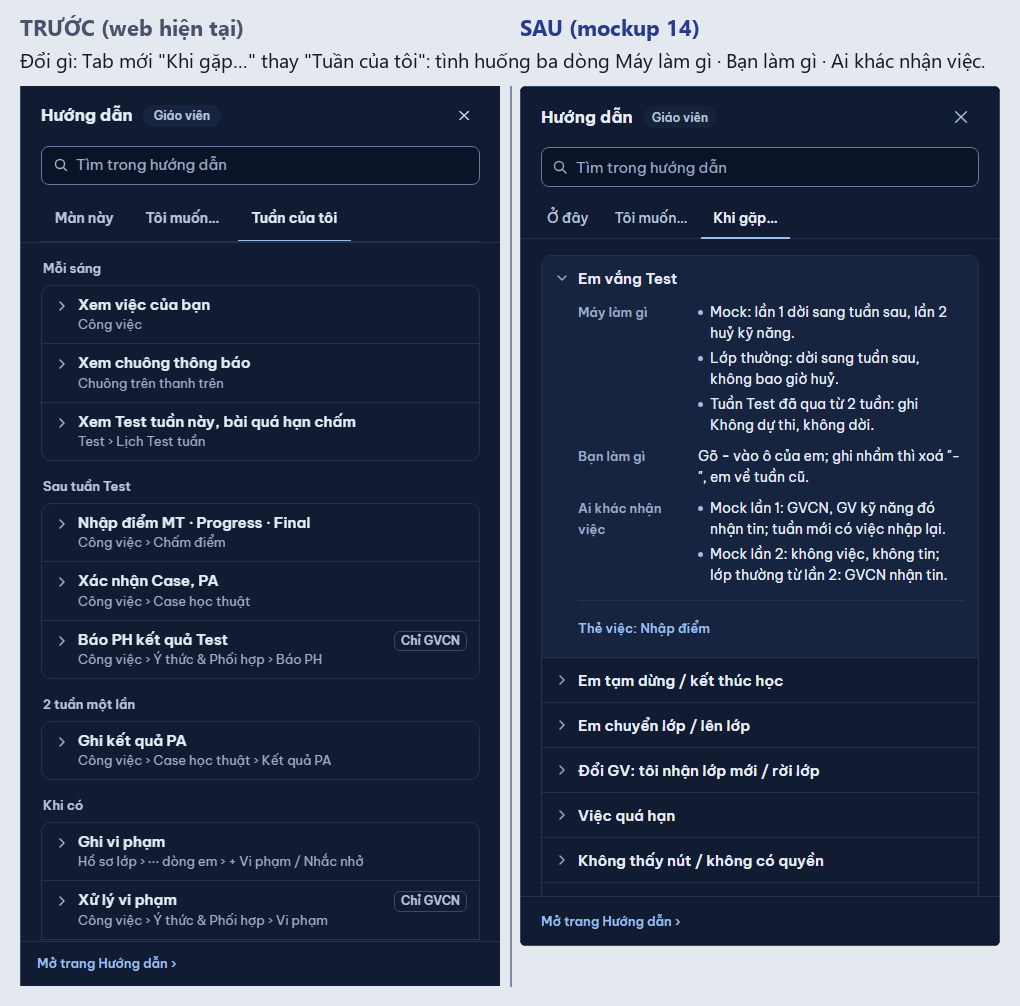 TRƯỚC (web hiện tại)
SAU (mockup 14)
Đổi gì: Tab mới "Khi gặp…" thay "Tuần của tôi": tình huống ba dòng Máy làm gì · Bạn làm gì · Ai khác nhận việc.
Hướng dẫn
Giáo viên
Tìm trong hướng dẫn
Màn này
Tôi muốn…
Tuần của tôi
Mỗi sáng
Xem việc của bạn
Công việc
Xem chuông thông báo
Chuông trên thanh trên
Xem Test tuần này, bài quá hạn chấm
Test › Lịch Test tuần
Sau tuần Test
Nhập điểm MT · Progress · Final
Công việc › Chấm điểm
Xác nhận Case, PA
Công việc › Case học thuật
Báo PH kết quả Test
Chỉ GVCN
Công việc › Ý thức & Phối hợp › Báo PH
2 tuần một lần
Ghi kết quả PA
Công việc › Case học thuật › Kết quả PA
Khi có
Ghi vi phạm
Hồ sơ lớp › ··· dòng em › + Vi phạm / Nhắc nhở
Xử lý vi phạm
Chỉ GVCN
Công việc › Ý thức & Phối hợp › Vi phạm
Mở trang Hướng dẫn ›
Hướng dẫn
Giáo viên
Tìm trong hướng dẫn
Ở đây
Tôi muốn…
Khi gặp…
Em vắng Test
Máy làm gì
• Mock: lần 1 dời sang tuần sau, lần 2
huỷ kỹ năng.
• Lớp thường: dời sang tuần sau,
không bao giờ huỷ.
• Tuần Test đã qua từ 2 tuần: ghi
Không dự thi, không dời.
Bạn làm gì
Gõ - vào ô của em; ghi nhầm thì xoá "-
", em về tuần cũ.
Ai khác nhận
việc
• Mock lần 1: GVCN, GV kỹ năng đó
nhận tin; tuần mới có việc nhập lại.
• Mock lần 2: không việc, không tin;
lớp thường từ lần 2: GVCN nhận tin.
Thẻ việc: Nhập điểm
Em tạm dừng / kết thúc học
Em chuyển lớp / lên lớp
Đổi GV: tôi nhận lớp mới / rời lớp
Việc quá hạn
Không thấy nút / không có quyền
Mở trang Hướng dẫn ›